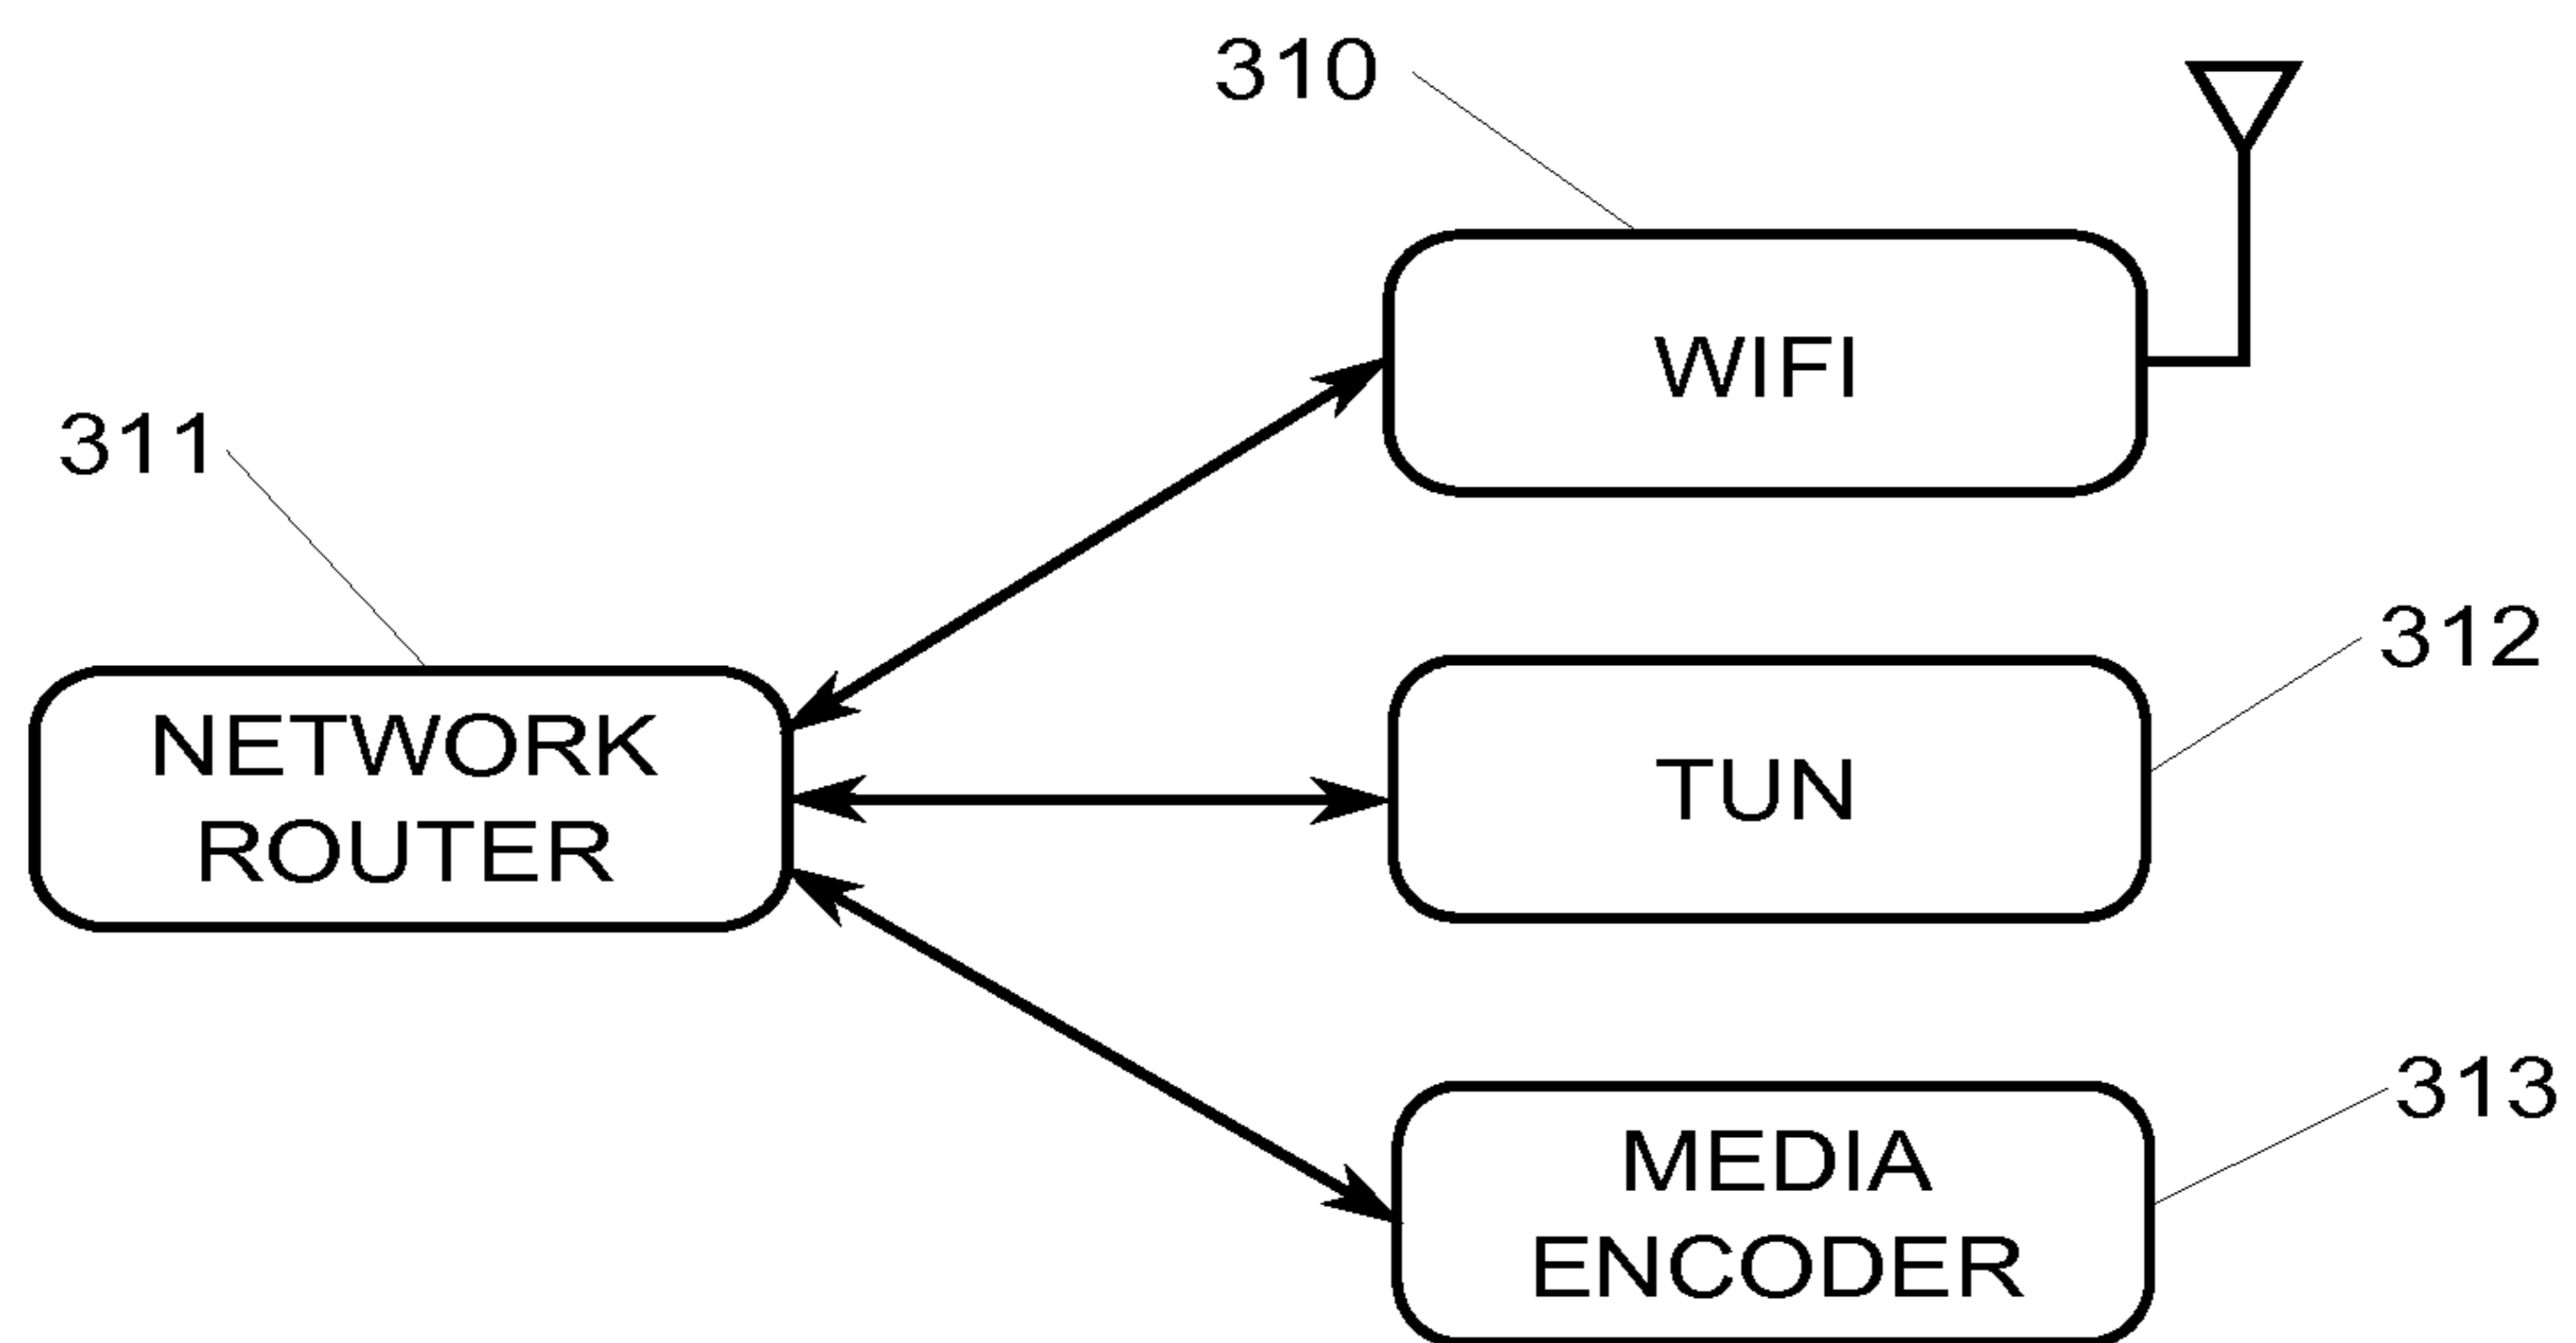 310
WIFI
311
NETWORK
ROUTER
312
TUN
313
MEDIA
ENCODER